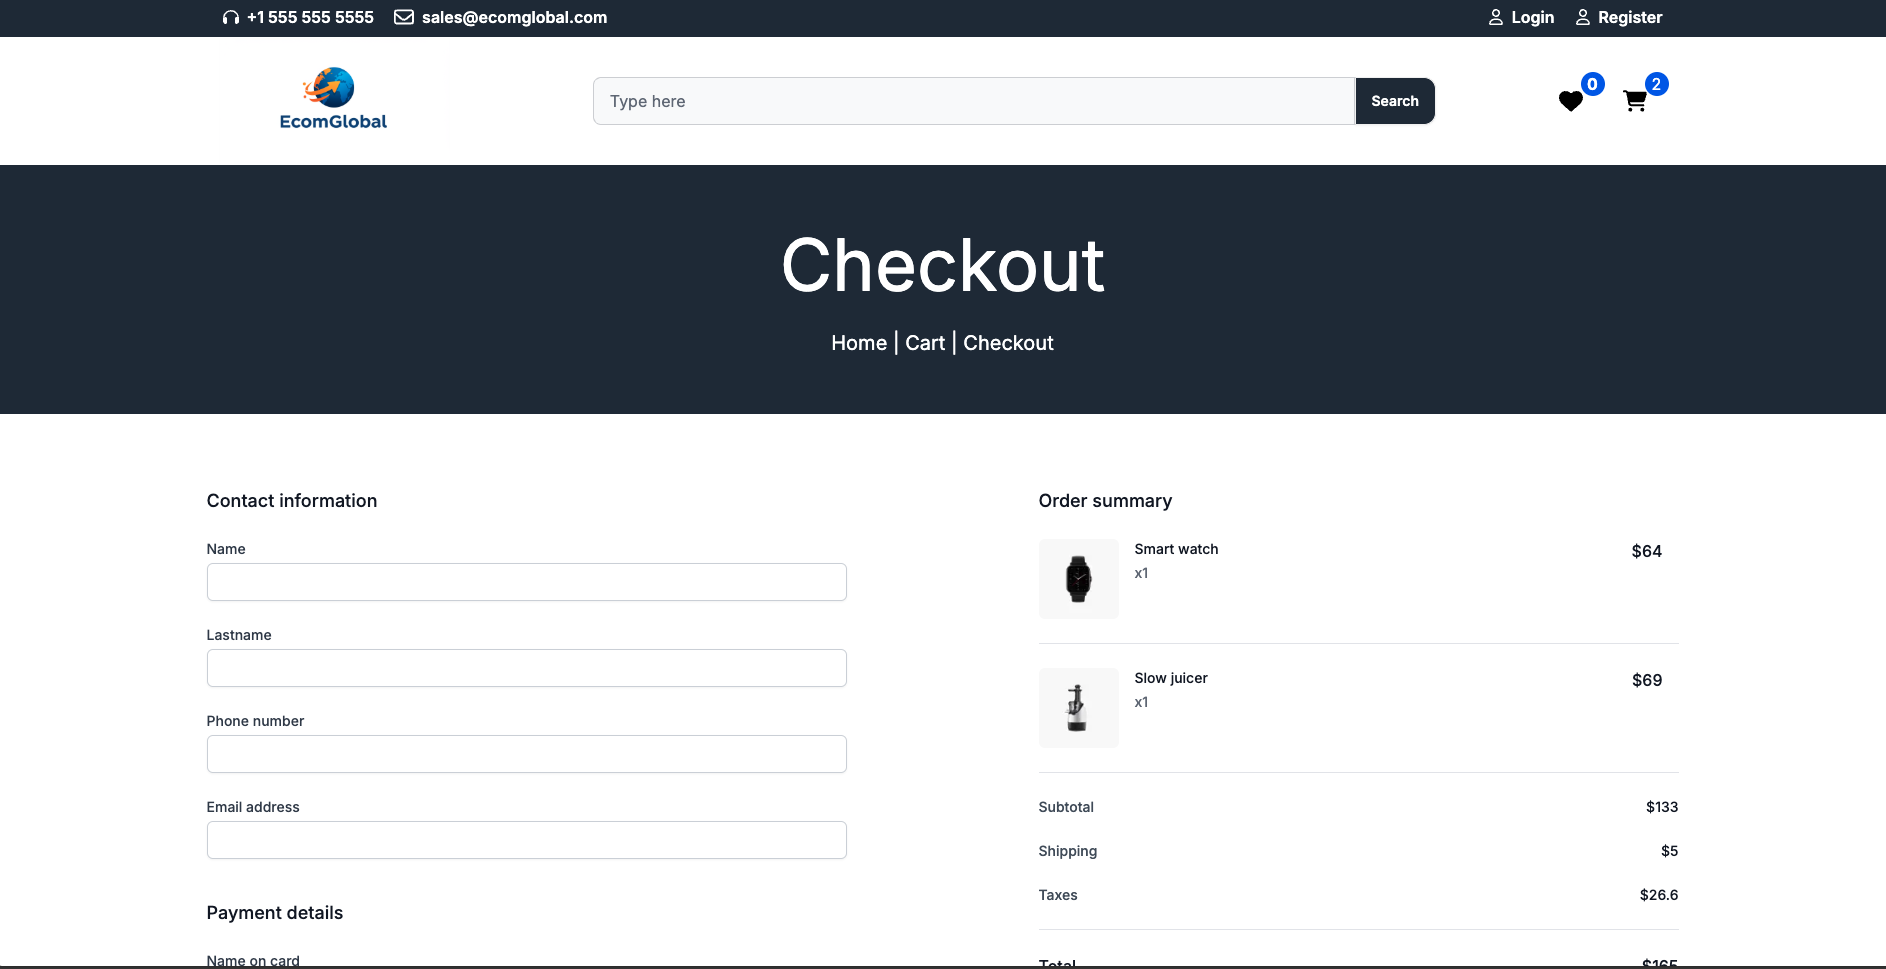 +1 555 555 5555 sales@ecomglobal.com Login Register
EcomGlobal
Type here Search 0 2
Checkout
Home | Cart | Checkout
Contact information
Name
Lastname
Phone number
Email address
Payment details
Name on card
Order summary
Smart watch $64
x1
Slow juicer $69
x1
Subtotal $133
Shipping $5
Taxes $26.6
Total $165